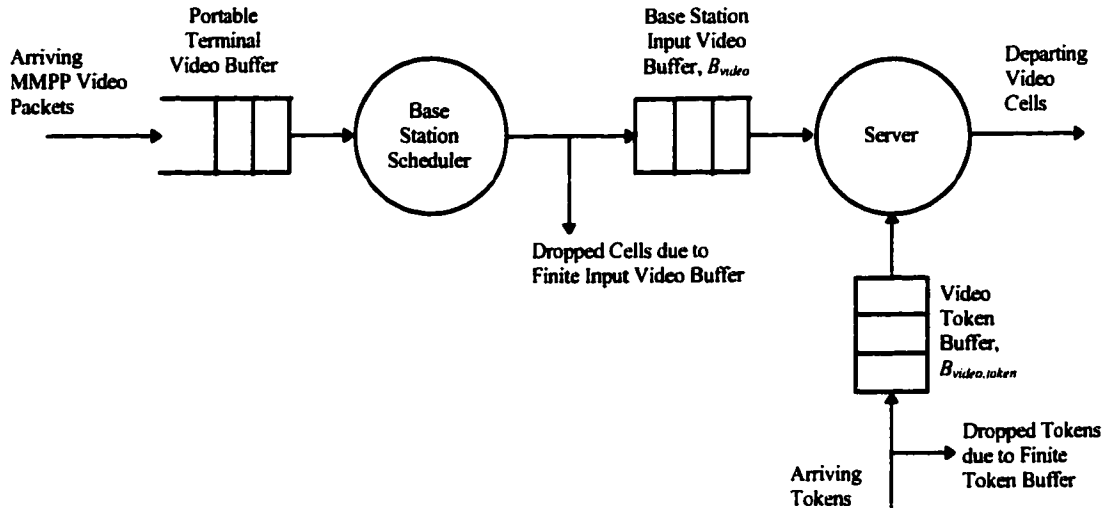 Portable
Terminal
Video Buffer
Base Station
Input Video
Buffer, Bvideo
Arriving
MMPP Video
Packets
Departing
Video
Cells
Base
Station
Scheduler
Server
Dropped Cells due to
Finite Input Video Buffer
Video
Token
Buffer,
Bvideo,token
Dropped Tokens
due to Finite
Token Buffer
Arriving
Tokens